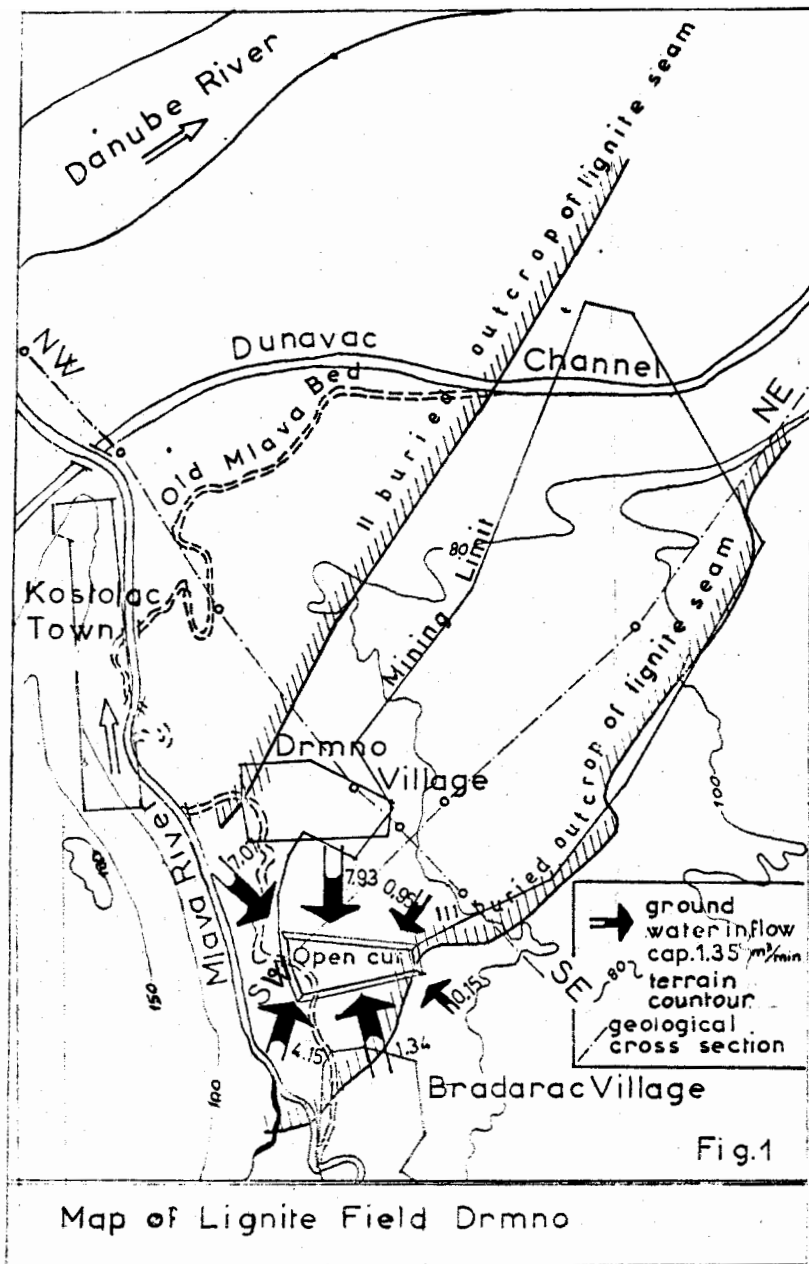 Danube River
outcrop of lignite seam
NW
Dunavac
Channel
Old Mlava Bed
NE
II buried
80
Mining Limit
Kostolac
Town
buried outcrop of lignite seam
Drmno
Village
100
Mlava River
7.93
0.95
III
ground
water inflow
cap. 1.35 m³/min
80
terrain
countour
geological
cross section
Open cut
SW
SE
0.15
150
4.15
1.34
100
Bradarac Village
Fig.1
Map of Lignite Field Drmno